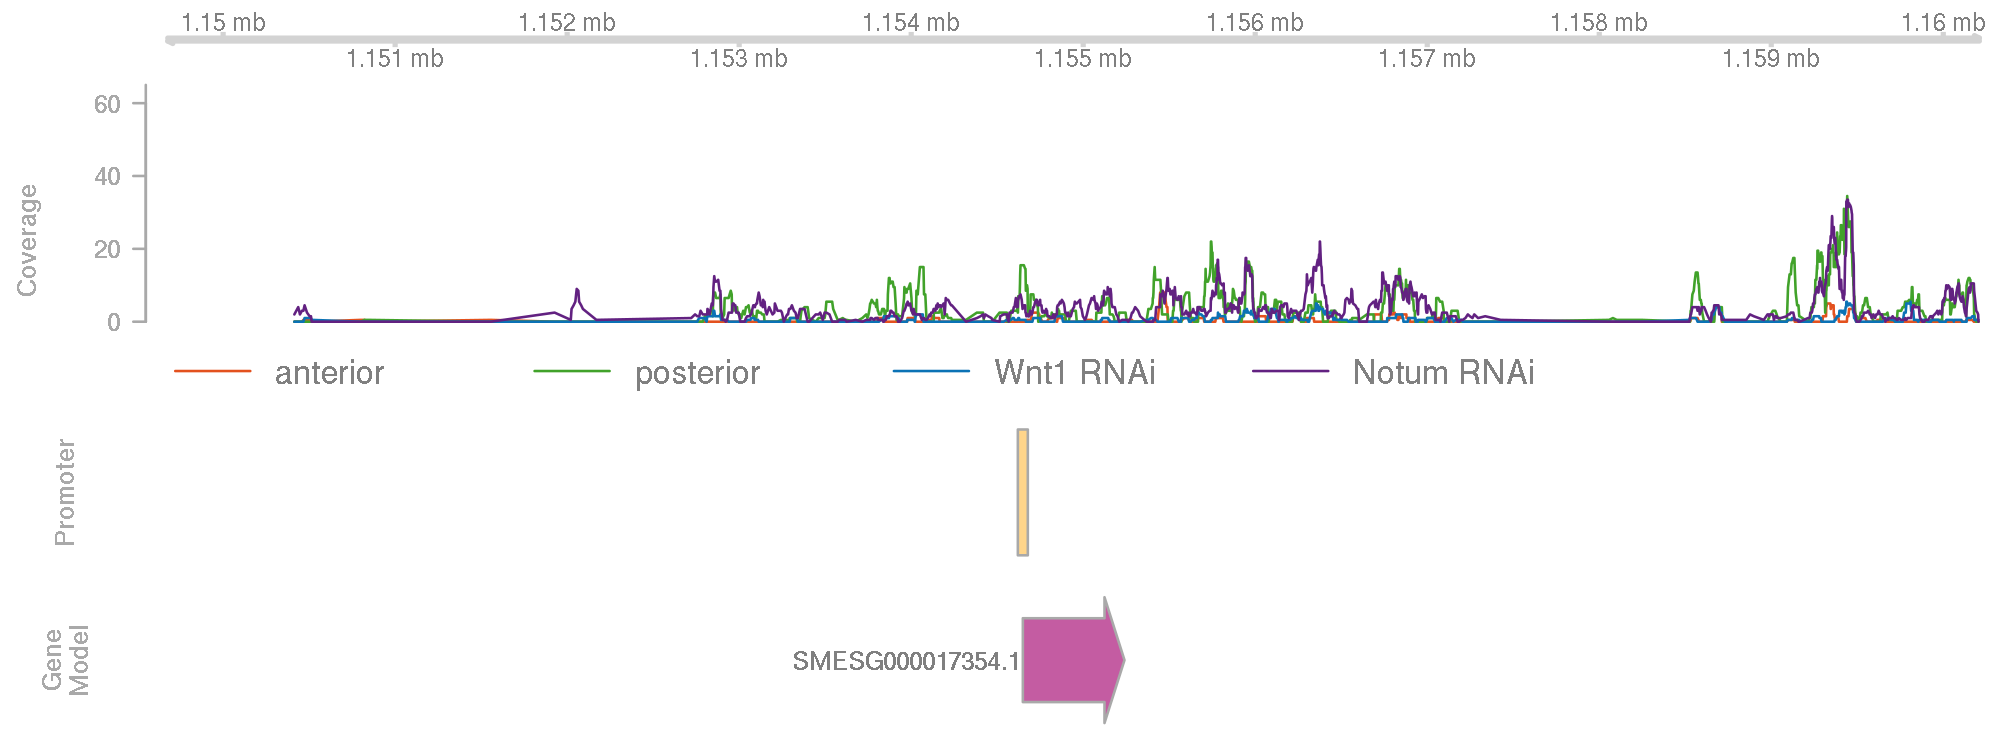 1.15 mb 1.152 mb 1.154 mb 1.156 mb 1.158 mb 1.16 mb
1.151 mb 1.153 mb 1.155 mb 1.157 mb 1.159 mb
Coverage
60
40
20
0
anterior posterior Wnt1 RNAi Notum RNAi
Promoter
Gene
Model
SMESG000017354.1